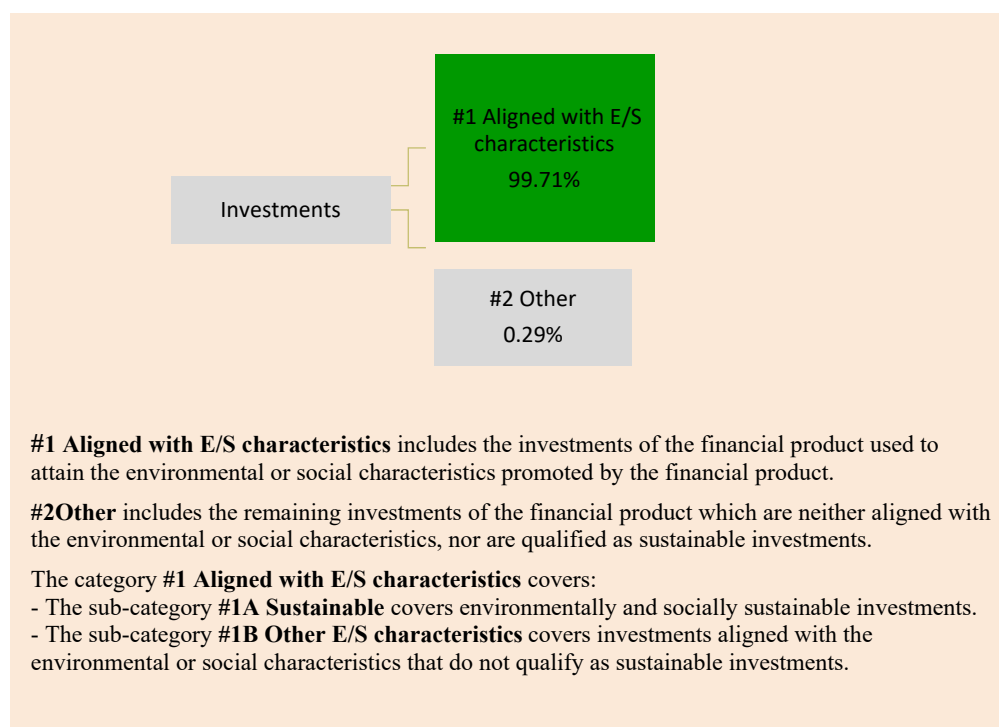 #1 Aligned with E/S
characteristics
99.71%
Investments
#2 Other
0.29%
#1 Aligned with E/S characteristics includes the investments of the financial product used to
attain the environmental or social characteristics promoted by the financial product.
#2Other includes the remaining investments of the financial product which are neither aligned with
the environmental or social characteristics, nor are qualified as sustainable investments.
The category #1 Aligned with E/S characteristics covers:
- The sub-category #1A Sustainable covers environmentally and socially sustainable investments.
- The sub-category #1B Other E/S characteristics covers investments aligned with the
environmental or social characteristics that do not qualify as sustainable investments.